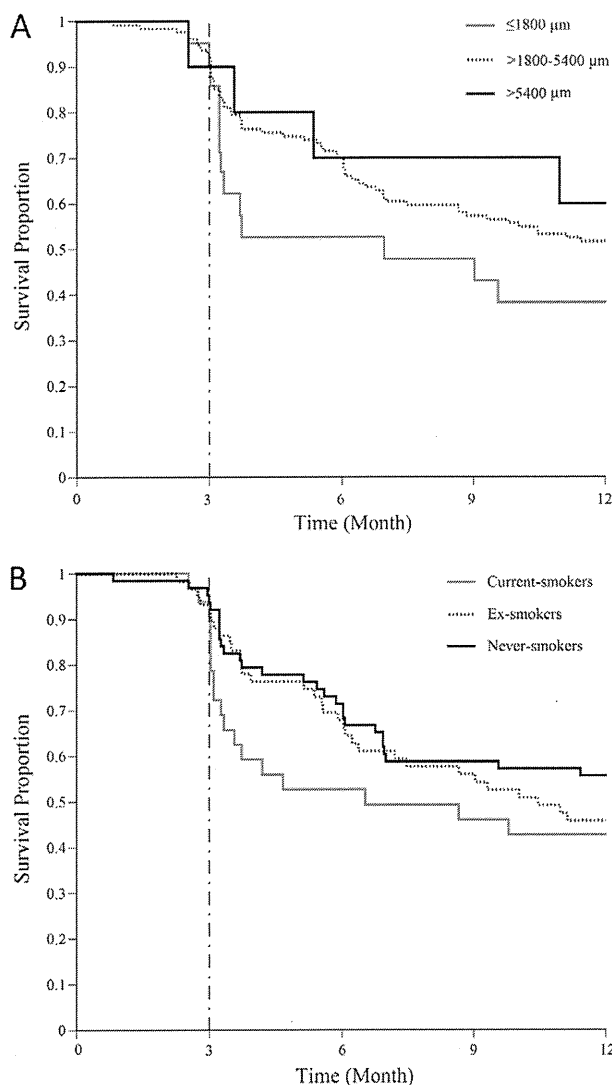 A
≤1800 µm
>1800-5400 µm
>5400 µm
1
0.9
0.8
0.7
0.6
0.5
0.4
0.3
0.2
0.1
0
Survival Proportion
0 3 6 9 12
Time (Month)
B
Current-smokers
Ex-smokers
Never-smokers
1
0.9
0.8
0.7
0.6
0.5
0.4
0.3
0.2
0.1
0
Survival Proportion
0 3 6 9 12
Time (Month)